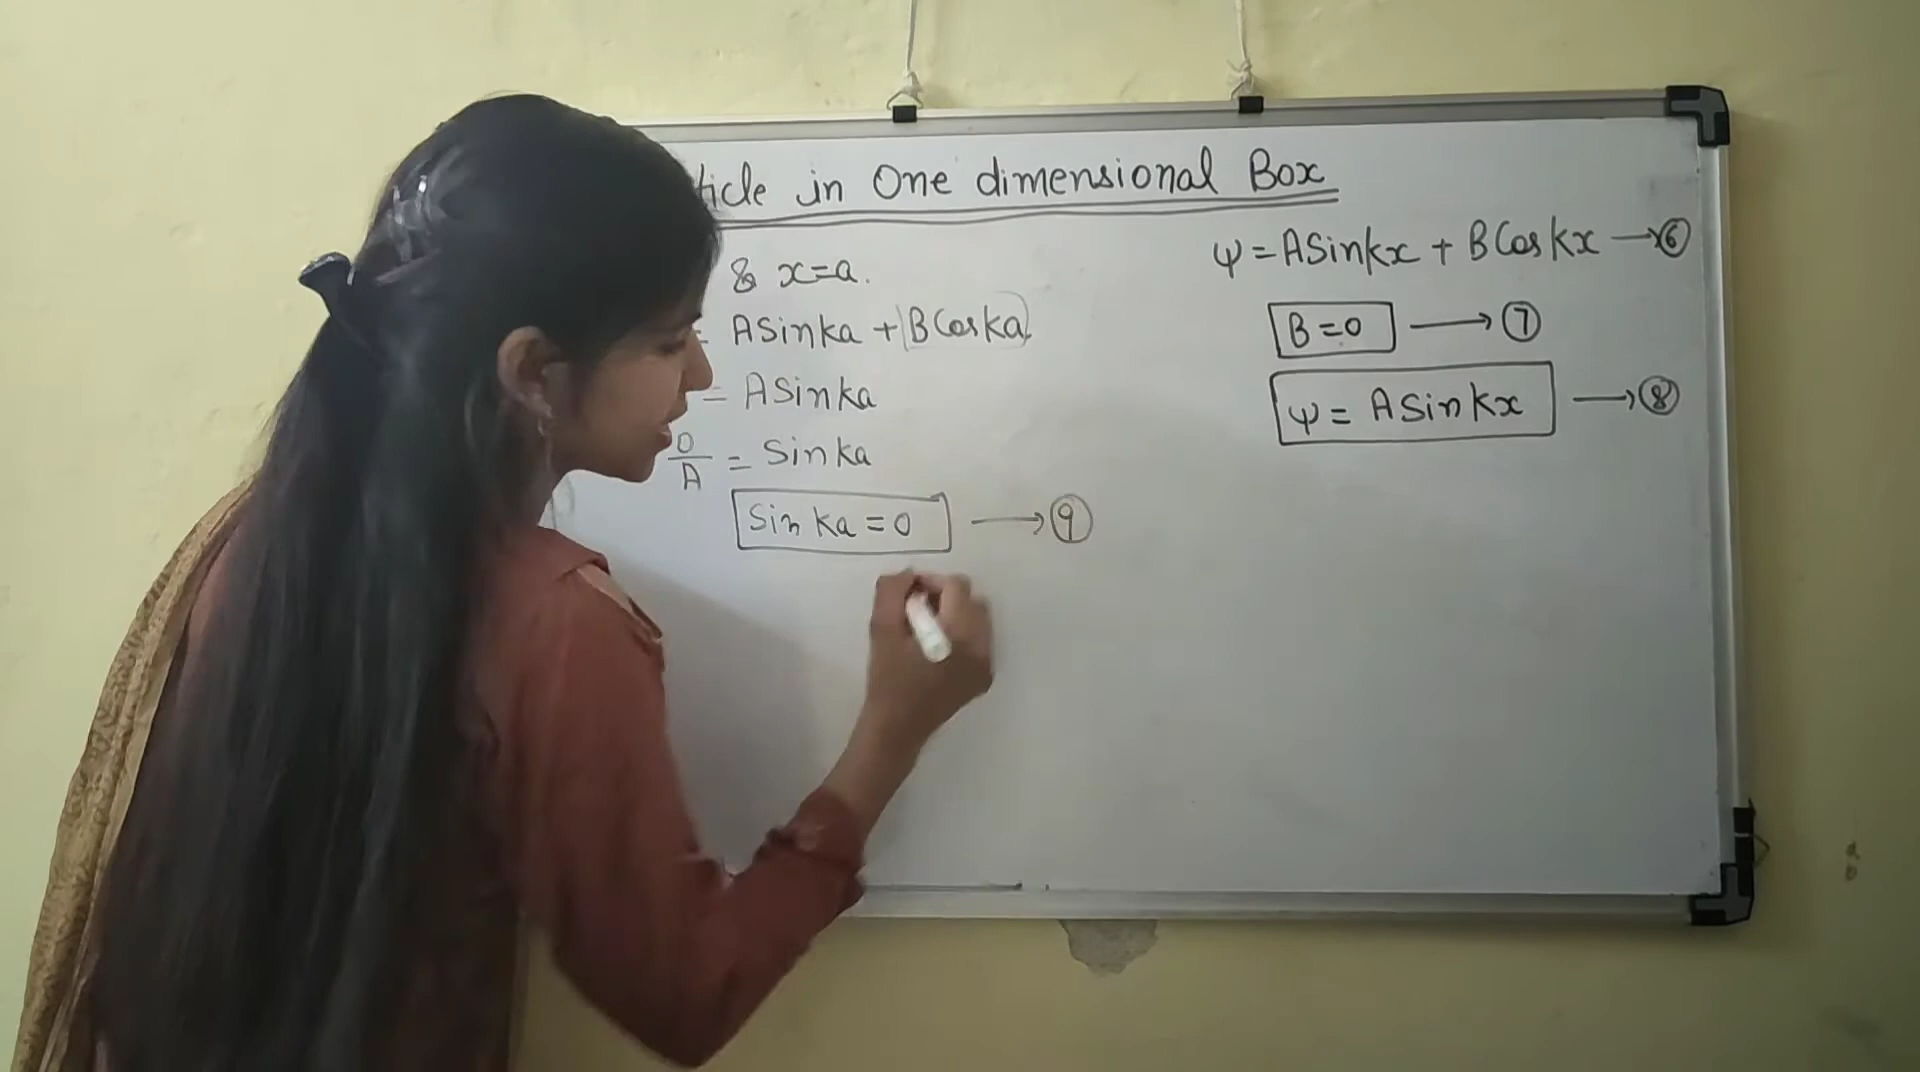 ticle in One dimensional Box
& x=a.
= ASinka + BCoska
= ASinka
0/A = Sinka
Sin ka = 0 → ⑨
ψ = ASinkx + BCoskx → ⑥
B = 0 → ⑦
ψ = ASinkx → ⑧